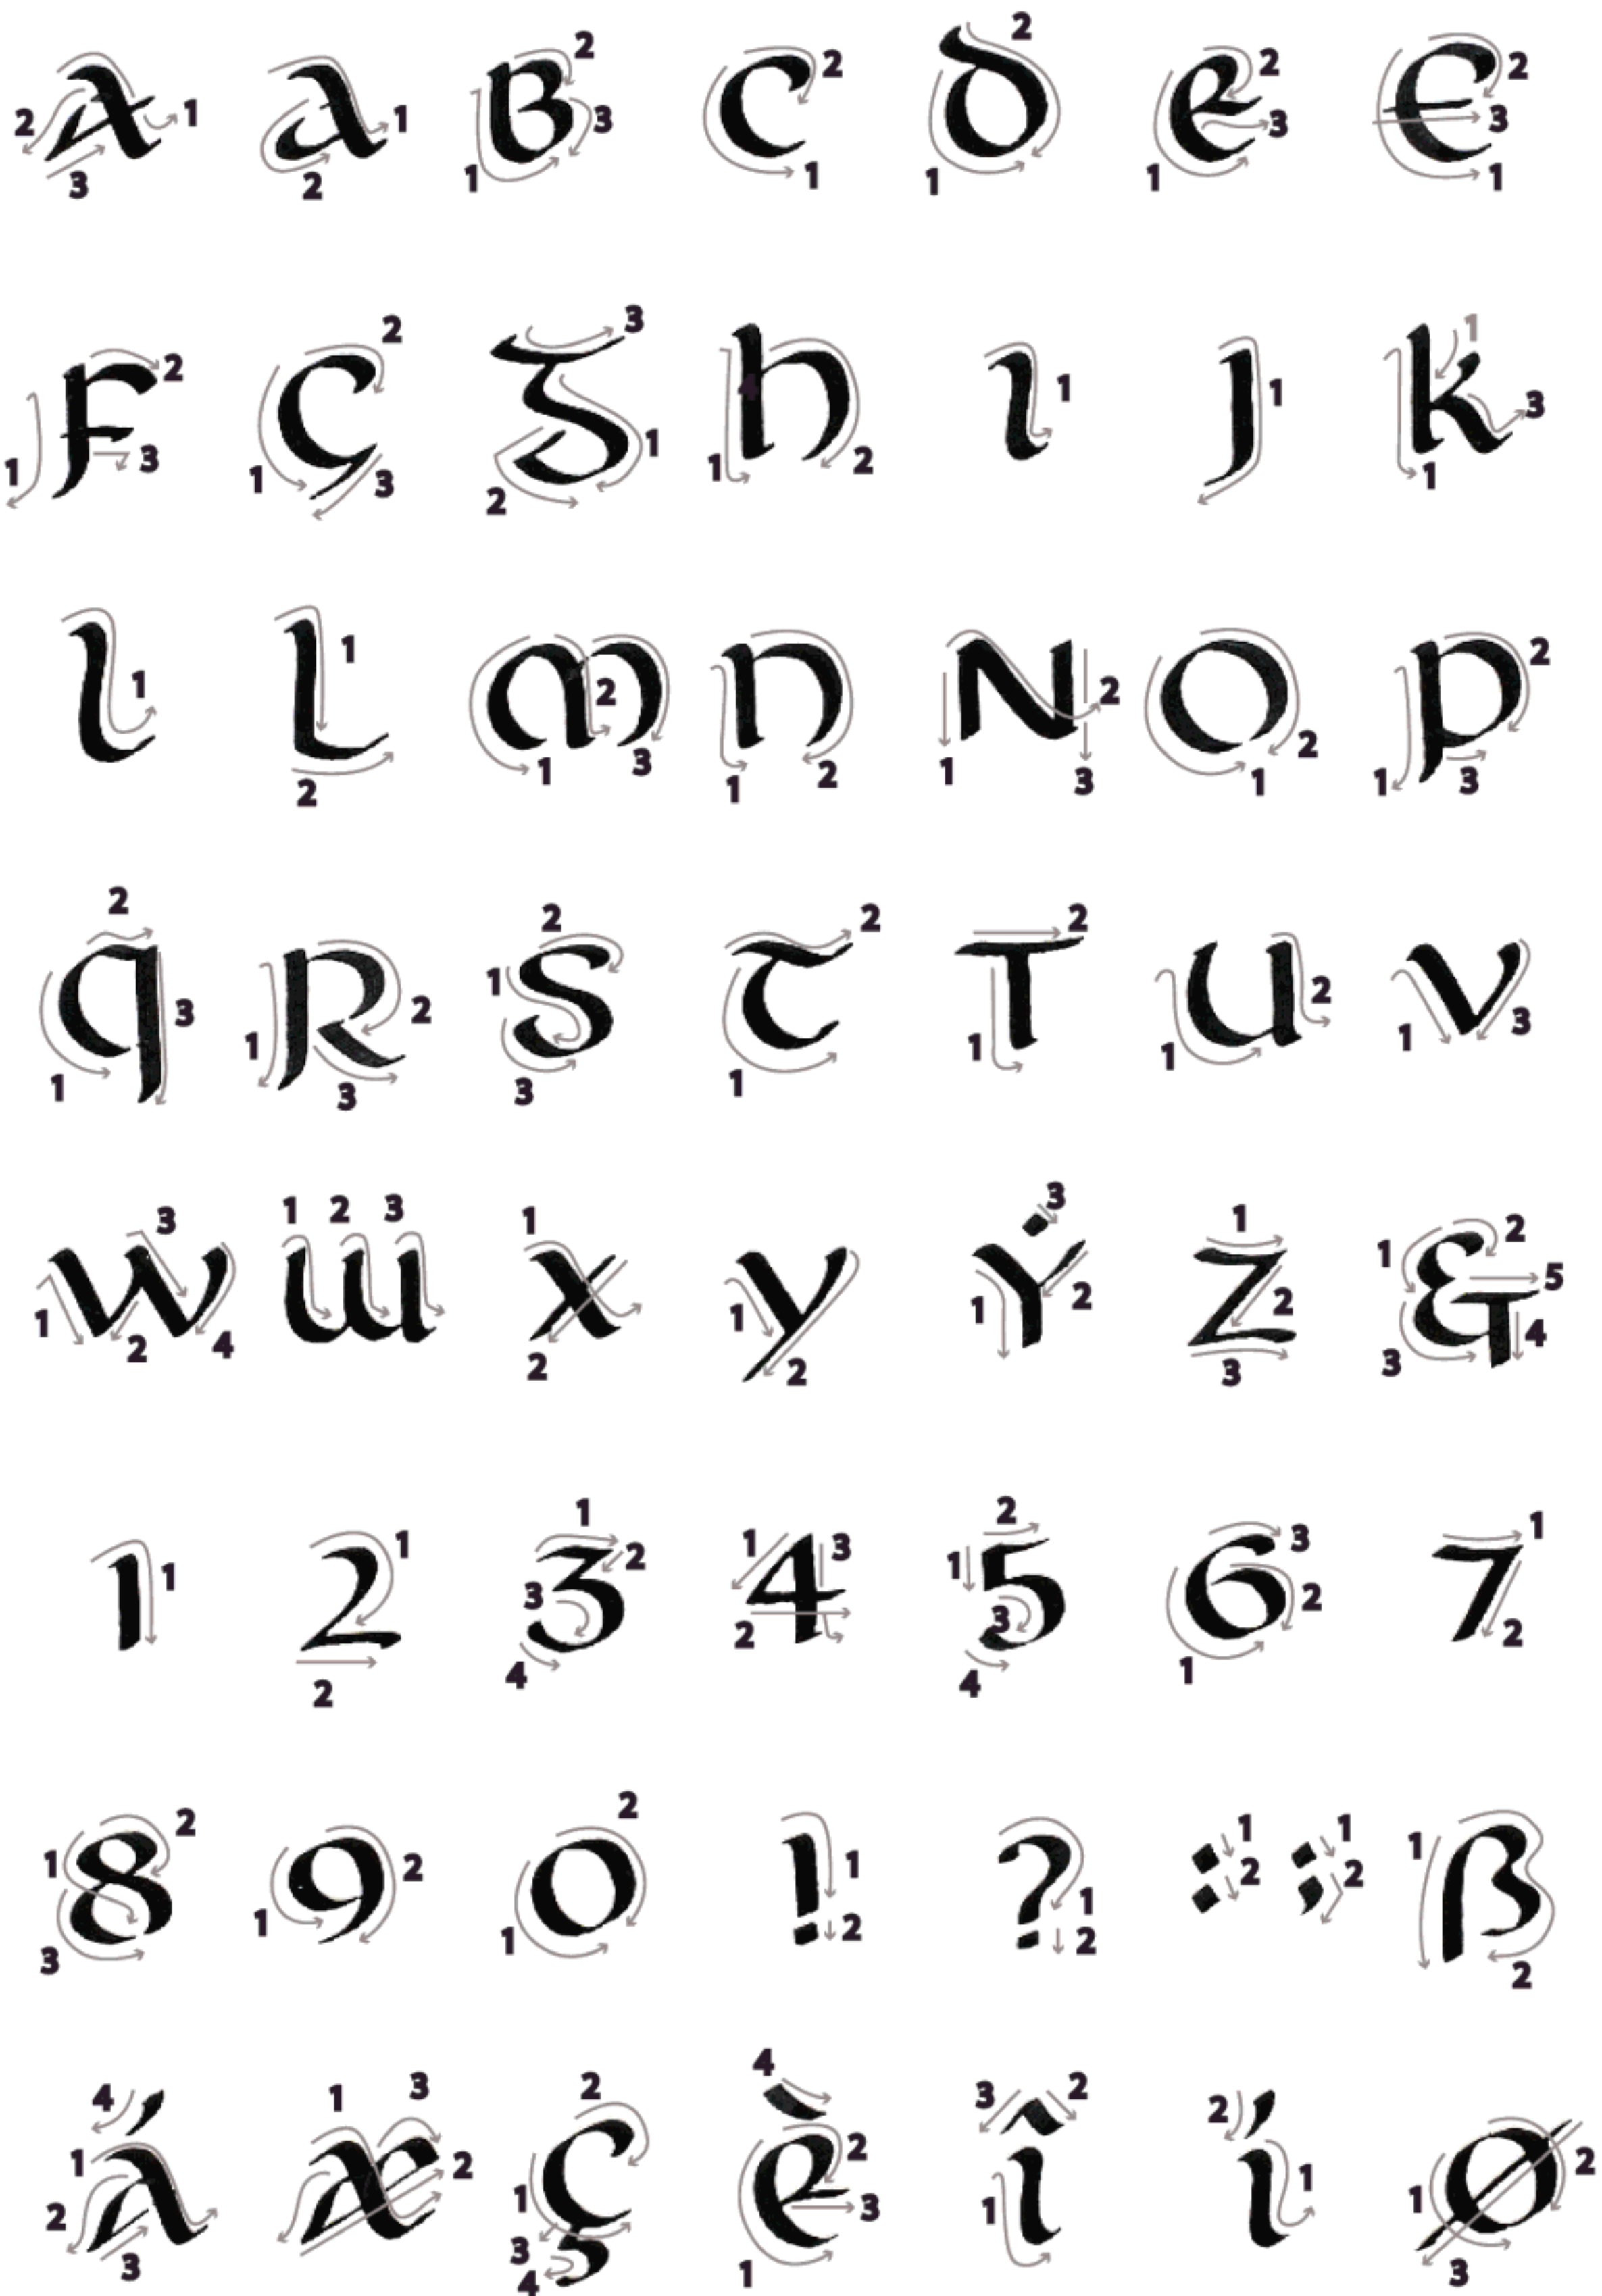 a a B c d e e
F G G h i j k
l L m n N o p
q R s t T u v
w w x y Ẏ z &
1 2 3 4 5 6 7
8 9 0 ! ? : ; ß
á æ ç è î í ø